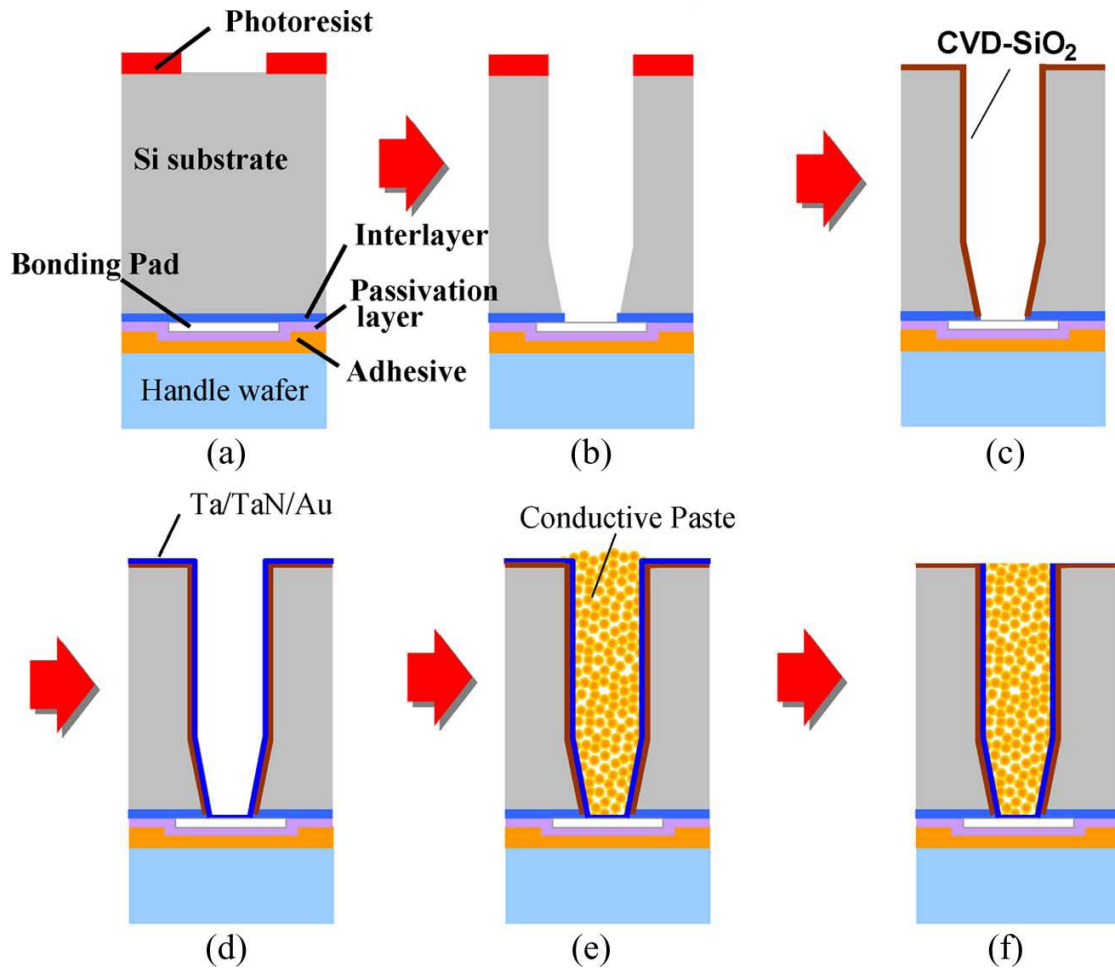 Photoresist
CVD-SiO₂
Si substrate
Interlayer
Bonding Pad
Passivation
layer
Adhesive
Handle wafer
(a)
(b)
(c)
Ta/TaN/Au
Conductive Paste
(d)
(e)
(f)